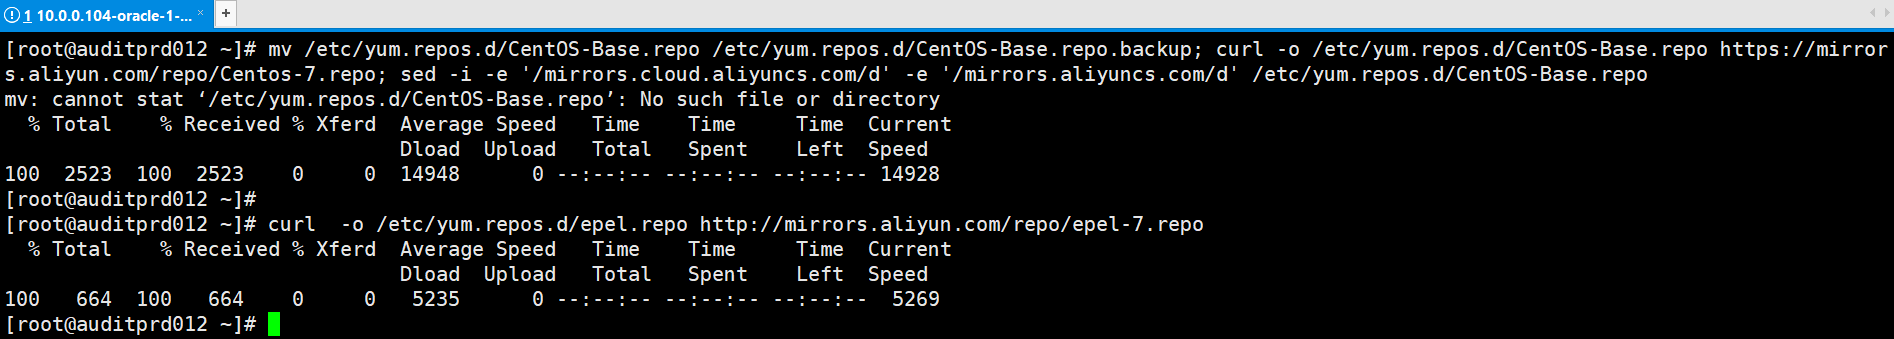 1 10.0.0.104-oracle-1-... × +
[root@auditprd012 ~]# mv /etc/yum.repos.d/CentOS-Base.repo /etc/yum.repos.d/CentOS-Base.repo.backup; curl -o /etc/yum.repos.d/CentOS-Base.repo https://mirror
s.aliyun.com/repo/Centos-7.repo; sed -i -e '/mirrors.cloud.aliyuncs.com/d' -e '/mirrors.aliyuncs.com/d' /etc/yum.repos.d/CentOS-Base.repo
mv: cannot stat ‘/etc/yum.repos.d/CentOS-Base.repo’: No such file or directory
  % Total    % Received % Xferd  Average Speed   Time    Time     Time  Current
                                 Dload  Upload   Total   Spent    Left  Speed
100  2523  100  2523    0     0  14948      0 --:--:-- --:--:-- --:--:-- 14928
[root@auditprd012 ~]#
[root@auditprd012 ~]# curl  -o /etc/yum.repos.d/epel.repo http://mirrors.aliyun.com/repo/epel-7.repo
  % Total    % Received % Xferd  Average Speed   Time    Time     Time  Current
                                 Dload  Upload   Total   Spent    Left  Speed
100   664  100   664    0     0   5235      0 --:--:-- --:--:-- --:--:--  5269
[root@auditprd012 ~]#